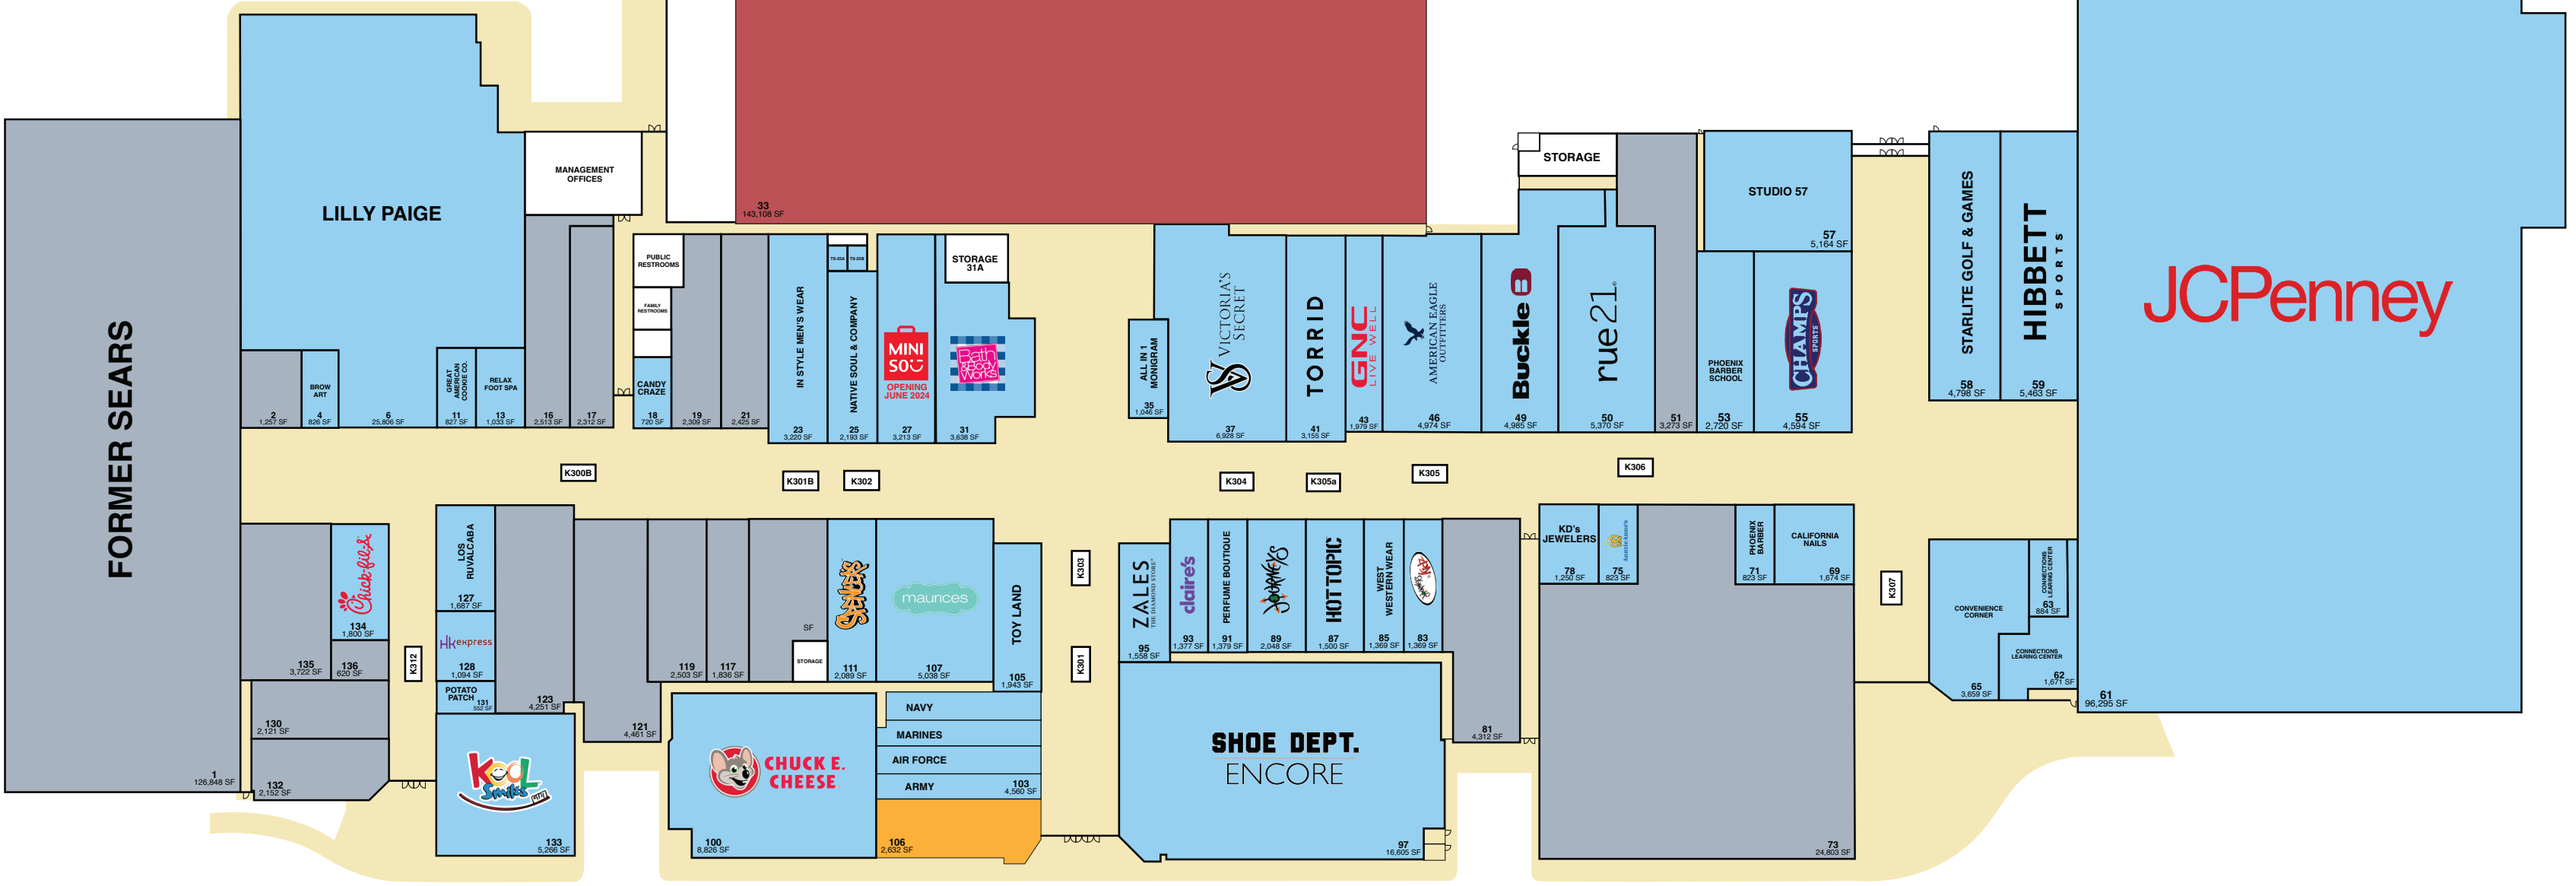 FORMER SEARS
1
126,848 SF
LILLY PAIGE
2
1,257 SF
BROW
ART
4
826 SF
6
25,806 SF
GREAT
AMERICAN
COOKIE CO.
11
827 SF
RELAX
FOOT SPA
13
1,033 SF
MANAGEMENT
OFFICES
16
2,513 SF
17
2,312 SF
PUBLIC
RESTROOMS
FAMILY
RESTROOMS
CANDY
CRAZE
18
720 SF
19
2,309 SF
21
2,425 SF
IN STYLE MEN'S WEAR
23
3,220 SF
NATIVE SOUL & COMPANY
25
2,193 SF
MINI
SO
OPENING
JUNE 2024
27
3,213 SF
STORAGE
31A
Bath
&Body
Works
31
3,638 SF
33
143,108 SF
ALL IN 1
MONIGRAM
35
1,046 SF
VS VICTORIA'S
SECRET
37
6,928 SF
TORRID
41
3,155 SF
GNC
LIVE WELL
43
1,979 SF
AMERICAN EAGLE
OUTFITTERS
46
4,974 SF
Buckle B
49
4,985 SF
STORAGE
rue21
50
5,370 SF
51
3,273 SF
PHOENIX
BARBER
SCHOOL
53
2,720 SF
STUDIO 57
57
5,164 SF
CHAMPS
SPORTS
55
4,594 SF
STARLITE GOLF & GAMES
58
4,798 SF
HIBBETT
SPORTS
59
5,463 SF
JCPenney
61
96,295 SF
K300B
K301B
K302
K304
K305a
K305
K306
135
3,722 SF
Chick-fil-A
134
1,800 SF
136
620 SF
130
2,121 SF
132
2,152 SF
K312
LOS
RUVALCABA
127
1,687 SF
HK express
128
1,094 SF
POTATO
PATCH
131
552 SF
123
4,251 SF
KOOL
Smiles
133
5,266 SF
121
4,461 SF
119
2,503 SF
117
1,836 SF
SF
STORAGE
SPENCERS
111
2,089 SF
maurices
107
5,038 SF
TOY LAND
105
1,943 SF
CHUCK E.
CHEESE
100
8,826 SF
NAVY
MARINES
AIR FORCE
ARMY
103
4,560 SF
106
2,632 SF
K303
K301
ZALES
THE DIAMOND STORE
95
1,558 SF
claire's
93
1,377 SF
PERFUME BOUTIQUE
91
1,379 SF
JOURNEYS
89
2,048 SF
HOT TOPIC
87
1,500 SF
WEST
WESTERN WEAR
85
1,369 SF
83
1,369 SF
SHOE DEPT.
ENCORE
97
16,605 SF
81
4,312 SF
KD's
JEWELERS
78
1,250 SF
AuntieAnne's
75
823 SF
PHOENIX
BARBER
71
823 SF
CALIFORNIA
NAILS
69
1,674 SF
73
24,803 SF
K307
CONVENIENCE
CORNER
65
3,659 SF
CONNECTIONS
LEARING CENTER
63
884 SF
CONNECTIONS
LEARING CENTER
62
1,671 SF